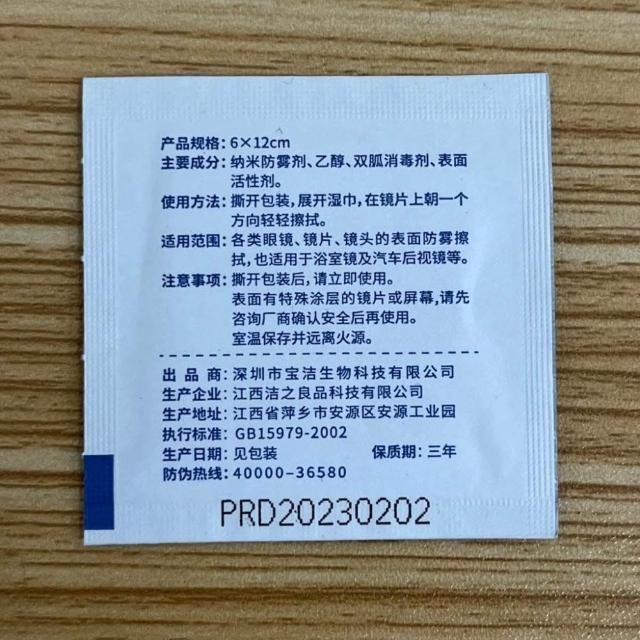 产品规格：6×12cm
主要成分：纳米防雾剂、乙醇、双胍消毒剂、表面
活性剂。
使用方法：撕开包装，展开湿巾，在镜片上朝一个
方向轻轻擦拭。
适用范围：各类眼镜、镜片、镜头的表面防雾擦
拭，也适用于浴室镜及汽车后视镜等。
注意事项：撕开包装后，请立即使用。
表面有特殊涂层的镜片或屏幕，请先
咨询厂商确认安全后再使用。
室温保存并远离火源。
出品商：深圳市宝洁生物科技有限公司
生产企业：江西洁之良品科技有限公司
生产地址：江西省萍乡市安源区安源工业园
执行标准：GB15979-2002
生产日期：见包装 保质期：三年
防伪热线：40000-36580
PRD20230202